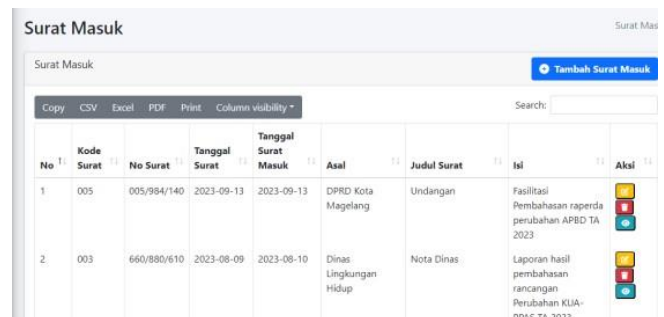 Surat Masuk
Surat Mas
Surat Masuk
Tambah Surat Masuk
Copy CSV Excel PDF Print Column visibility
Search:
No Kode Surat No Surat Tanggal Surat Tanggal Surat Masuk Asal Judul Surat Isi Aksi
1 005 005/984/140 2023-09-13 2023-09-13 DPRD Kota Undangan Fasilitasi
Magelang Pembahasan raperda
perubahan APBD TA
2023
2 003 660/880/610 2023-08-09 2023-08-10 Dinas Nota Dinas Laporan hasil
Lingkungan pembahasan
Hidup rancangan
Perubahan KUA-
PPAS TA 2023